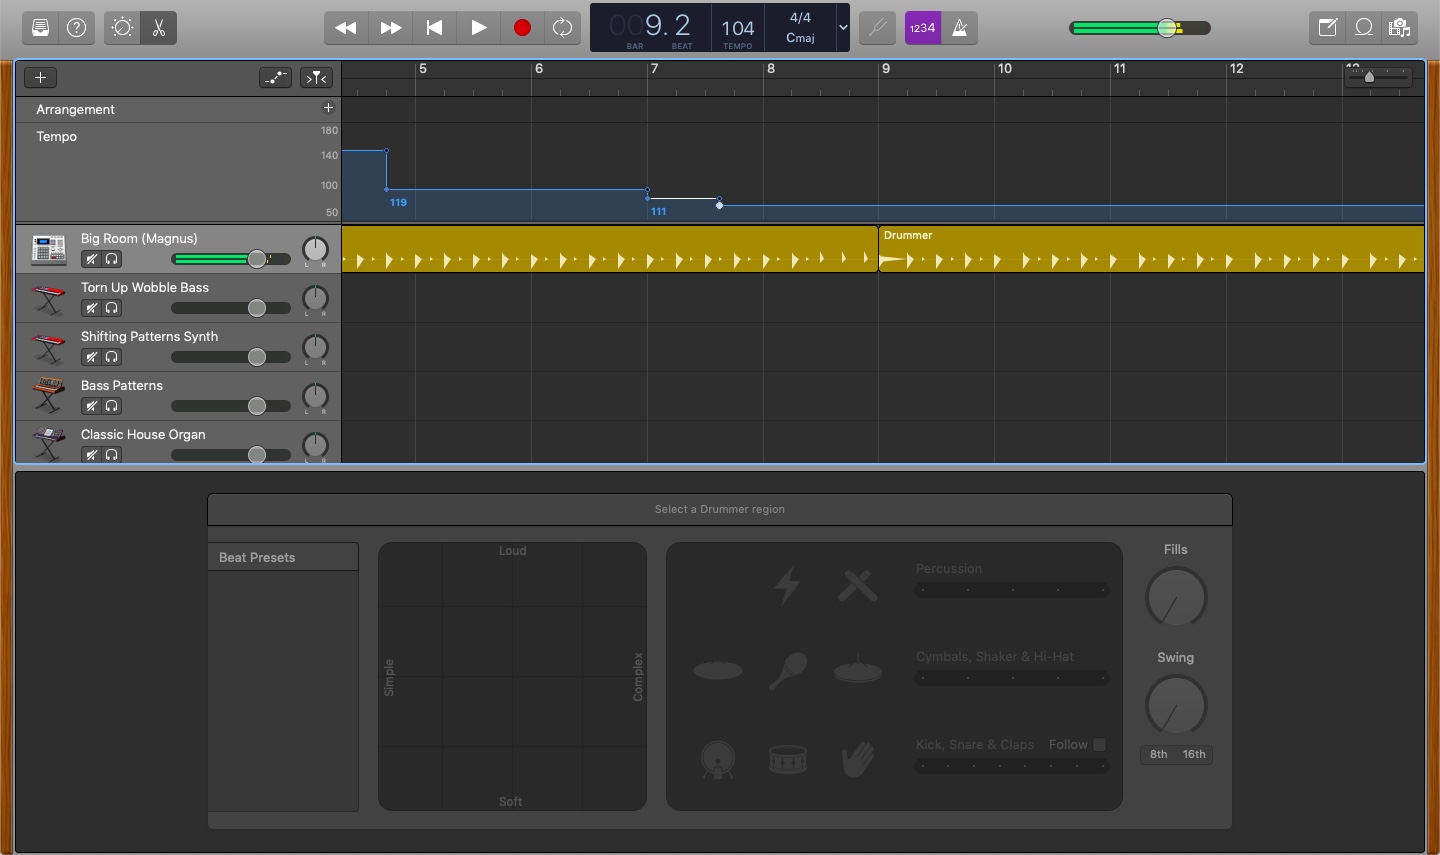 1234
009.2
BAR BEAT
104
TEMPO
4/4
Cmaj
5 6 7 8 9 10 11 12
Arrangement
Tempo
180
140
100
50
119
111
Big Room (Magnus)
L R
Drummer
Torn Up Wobble Bass
L R
Shifting Patterns Synth
L R
Bass Patterns
L R
Classic House Organ
Select a Drummer region
Beat Presets
Loud
Simple
Complex
Soft
Percussion
Cymbals, Shaker & Hi-Hat
Kick, Snare & Claps Follow
Fills
Swing
8th 16th